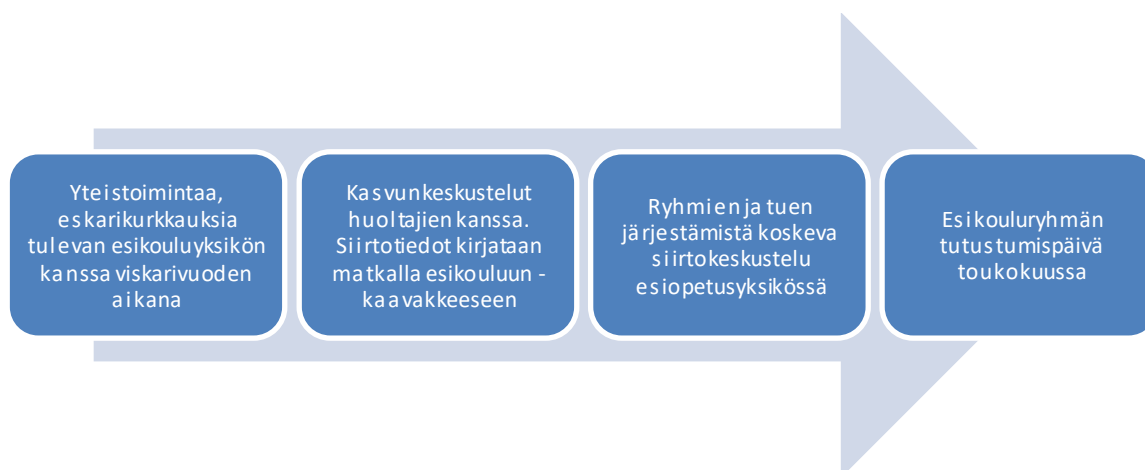 Yteistoimintaa,
eskarikurkkauksia
tulevan esikouluyksikön
kanssa viskarivuoden
aikana
Kasvunkeskustelut
huoltajien kanssa.
Siirtotiedot kirjataan
matkalla esikouluun -
kaavakkeeseen
Ryhmien ja tuen
järjestämistä koskeva
siirtokeskustelu
esiopetusyksikössä
Esikouluryhmän
tutustumispäivä
toukokuussa